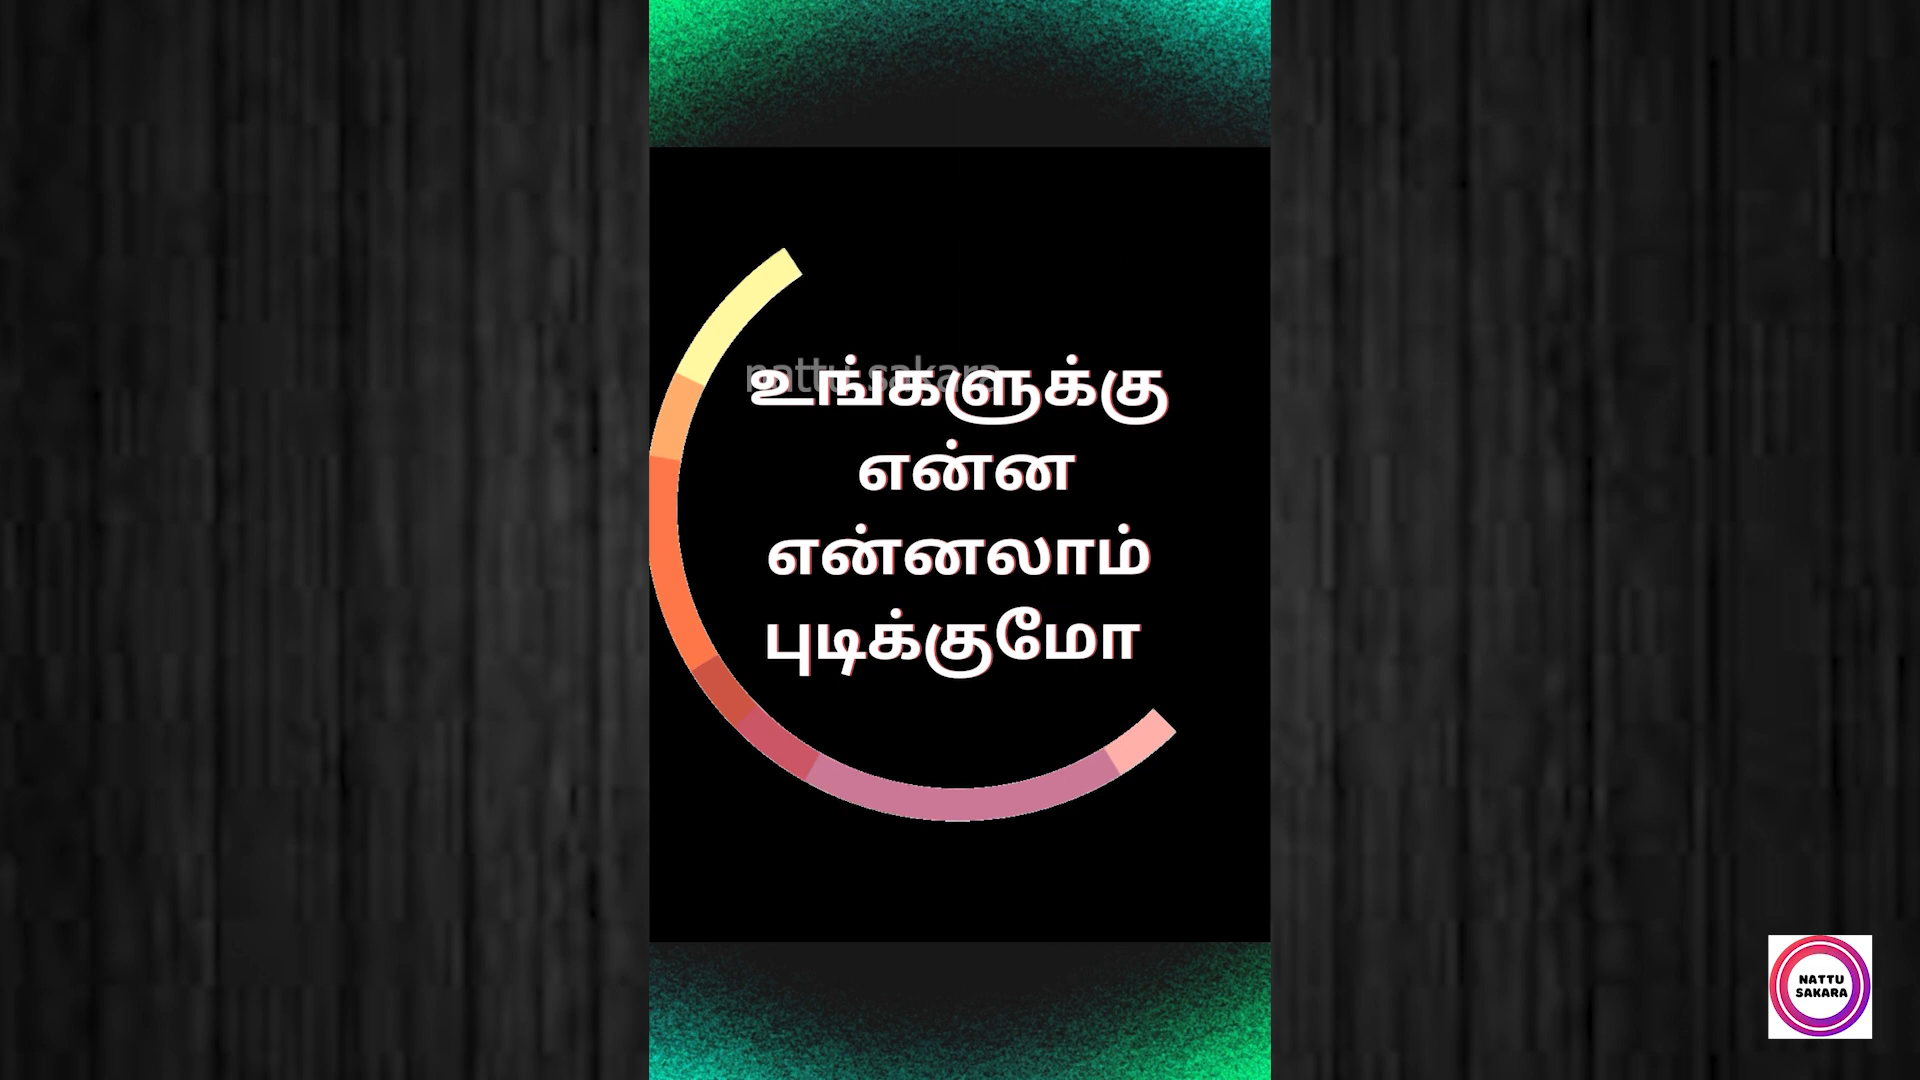 nattu sakara
உங்களுக்கு
என்ன
என்னலாம்
புடிக்குமோ
NATTU
SAKARA